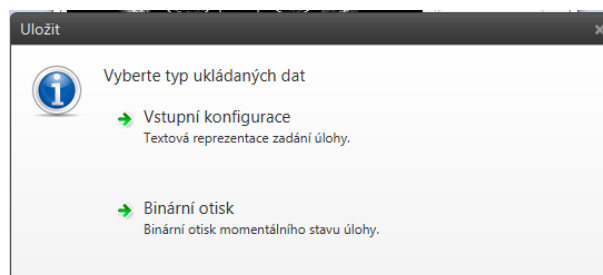 Uložit
Vyberte typ ukládaných dat
Vstupní konfigurace
Textová reprezentace zadání úlohy.
Binární otisk
Binární otisk momentálního stavu úlohy.